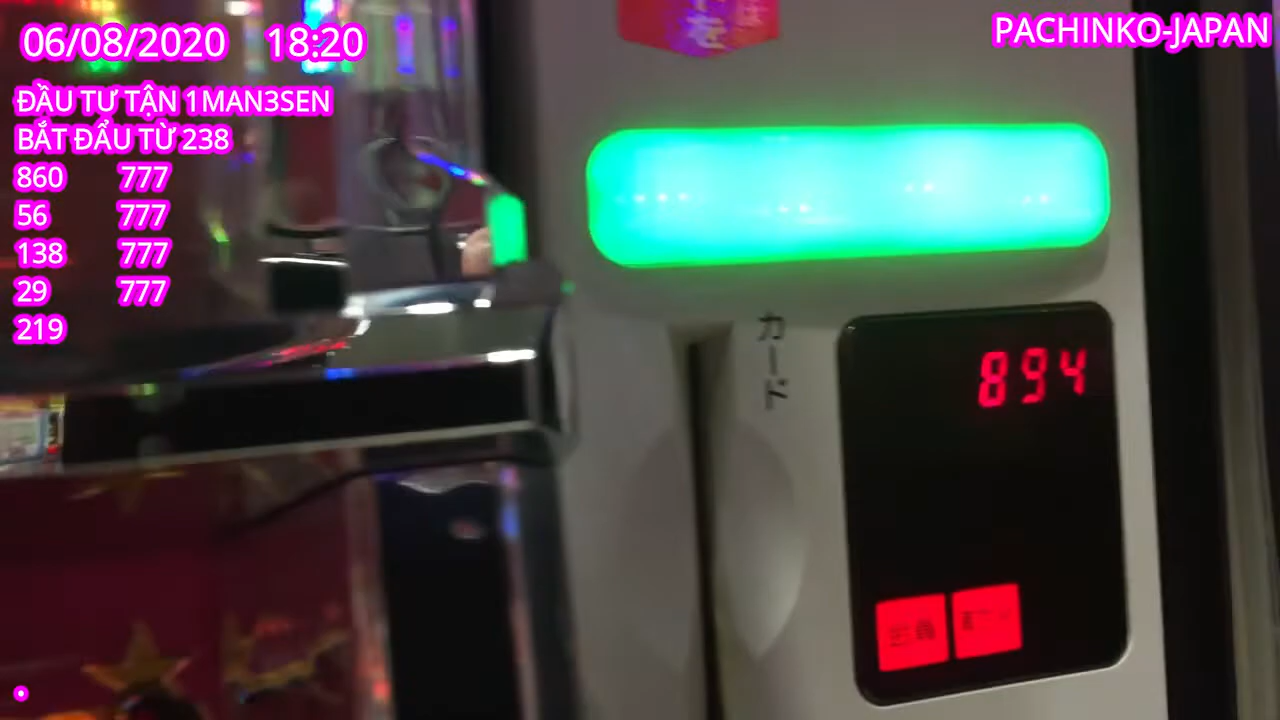 06/08/2020 18:20
PACHINKO-JAPAN
ĐẦU TƯ TẬN 1MAN3SEN
BẮT ĐẨU TỪ 238
860 777
56 777
138 777
29 777
219
カード
894